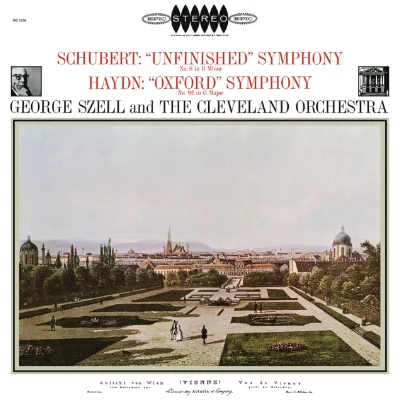 EPIC STEREO EPIC
SCHUBERT: “UNFINISHED” SYMPHONY
No. 8 in B Minor
HAYDN: “OXFORD” SYMPHONY
No. 92 in G Major
GEORGE SZELL and THE CLEVELAND ORCHESTRA
Ansicht von Wien (VIENNE) Vue de Vienne